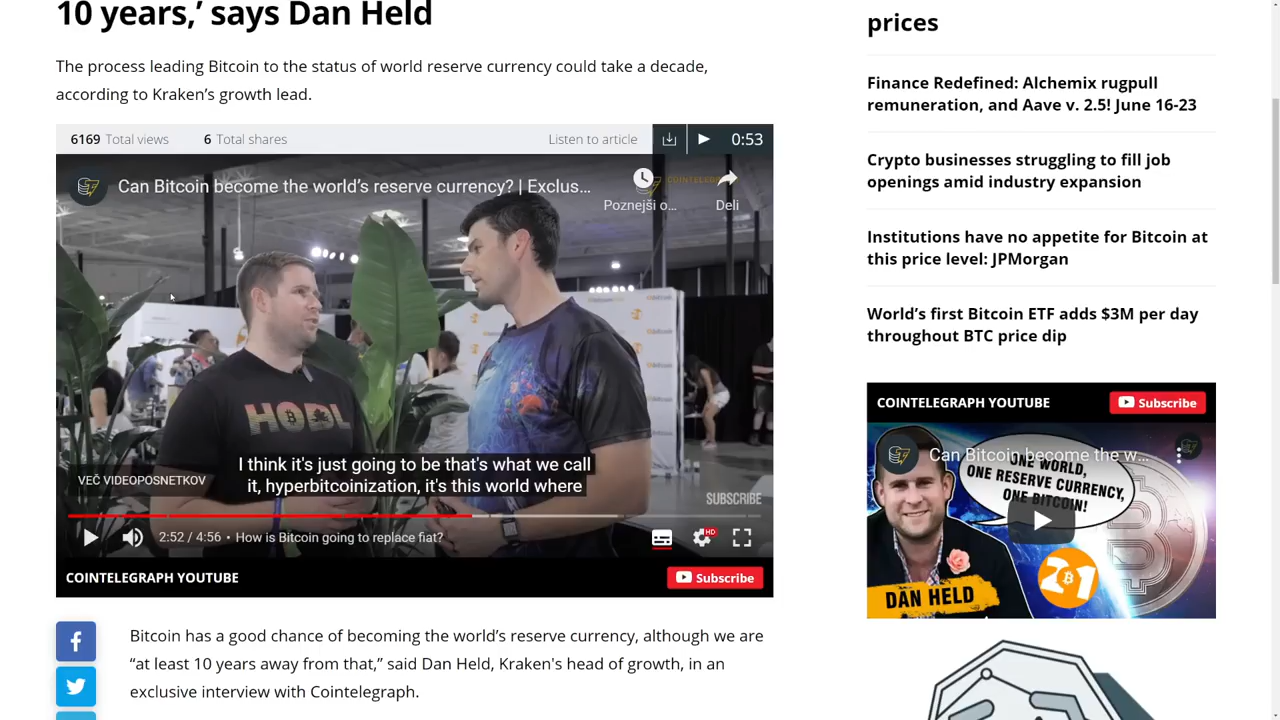 10 years,’ says Dan Held
The process leading Bitcoin to the status of world reserve currency could take a decade,
according to Kraken’s growth lead.
6169 Total views
6 Total shares
Listen to article
0:53
Can Bitcoin become the world’s reserve currency? | Exclus...
Poznejši o...
Deli
HODL
I think it's just going to be that's what we call
it, hyperbitcoinization, it's this world where
VEČ VIDEOPOSNETKOV
SUBSCRIBE
2:52 / 4:56 • How is Bitcoin going to replace fiat?
HD
COINTELEGRAPH YOUTUBE
Subscribe
Bitcoin has a good chance of becoming the world’s reserve currency, although we are
“at least 10 years away from that,” said Dan Held, Kraken's head of growth, in an
exclusive interview with Cointelegraph.
prices
Finance Redefined: Alchemix rugpull
remuneration, and Aave v. 2.5! June 16-23
Crypto businesses struggling to fill job
openings amid industry expansion
Institutions have no appetite for Bitcoin at
this price level: JPMorgan
World’s first Bitcoin ETF adds $3M per day
throughout BTC price dip
COINTELEGRAPH YOUTUBE
Subscribe
Can Bitcoin become the w...
ONE WORLD,
ONE RESERVE CURRENCY,
ONE BITCOIN!
DAN HELD
21